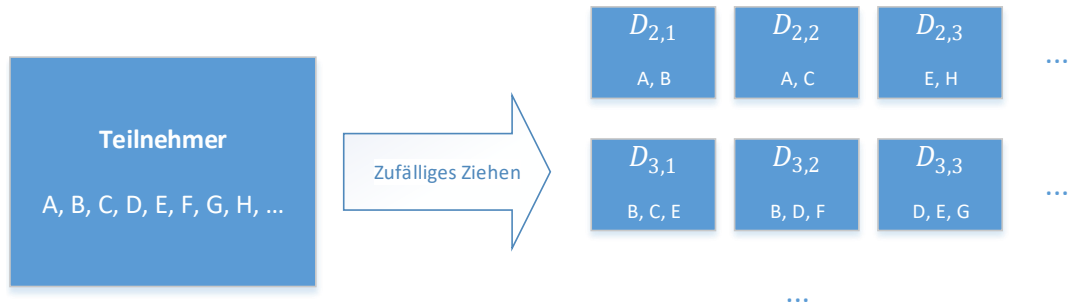 Teilnehmer
A, B, C, D, E, F, G, H, ...
Zufälliges Ziehen
D2,1
A, B
D2,2
A, C
D2,3
E, H
...
D3,1
B, C, E
D3,2
B, D, F
D3,3
D, E, G
...
...